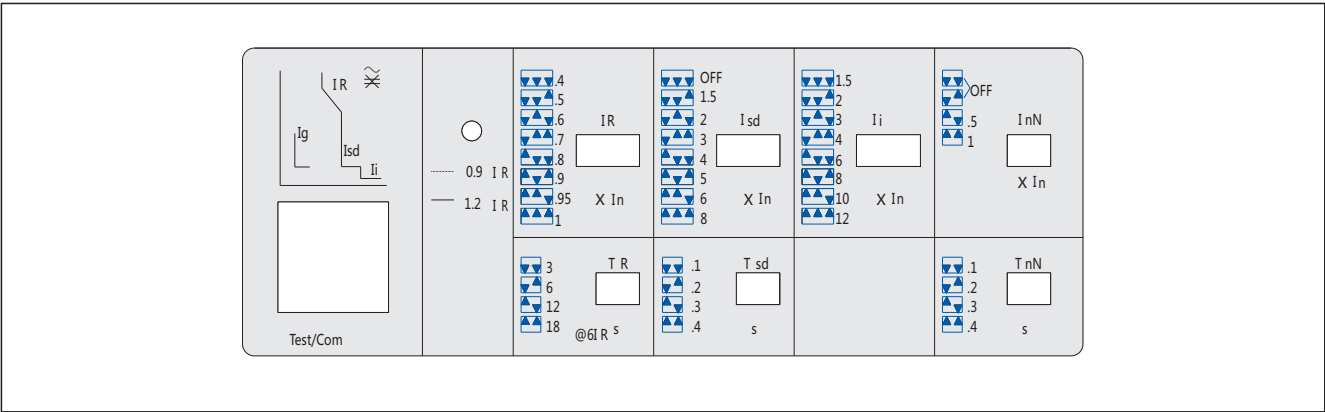 IR
Ig
Isd
Ii
Test/Com
0.9 IR
1.2 IR
.4
.5
.6
.7
.8
.9
.95
1
IR
X In
OFF
1.5
2
3
4
5
6
8
Isd
X In
1.5
2
3
4
6
8
10
12
Ii
X In
OFF
.5
1
InN
X In
3
6
12
18
TR
@6IR s
.1
.2
.3
.4
Tsd
s
.1
.2
.3
.4
TnN
s